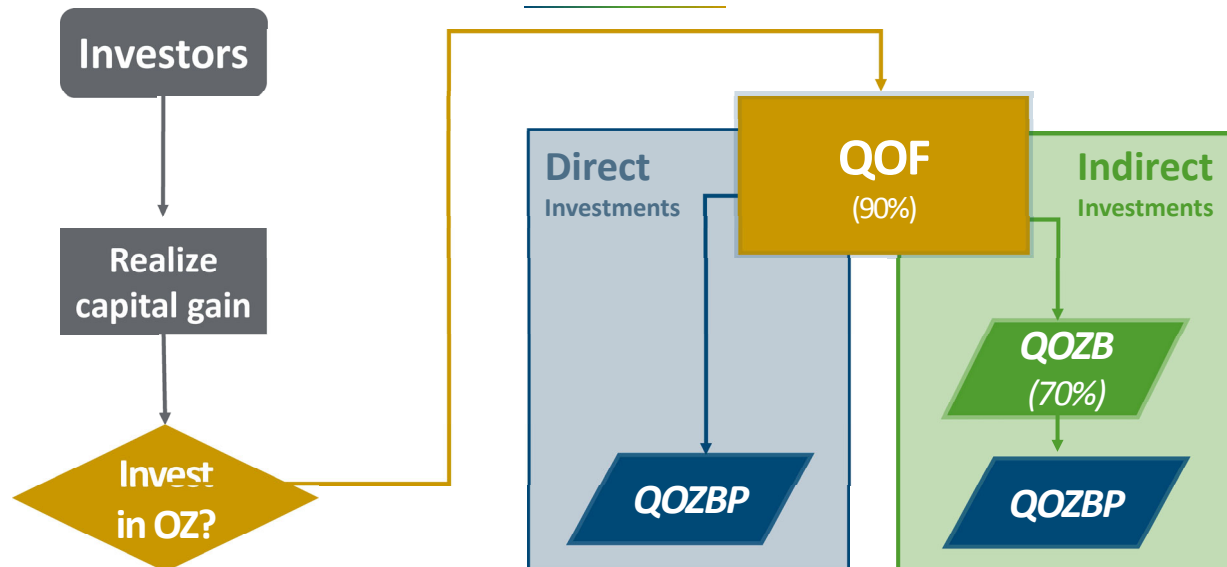 Investors
Realize
capital gain
Invest
in OZ?
QOF
(90%)
Direct
Investments
QOZBP
Indirect
Investments
QOZB
(70%)
QOZBP